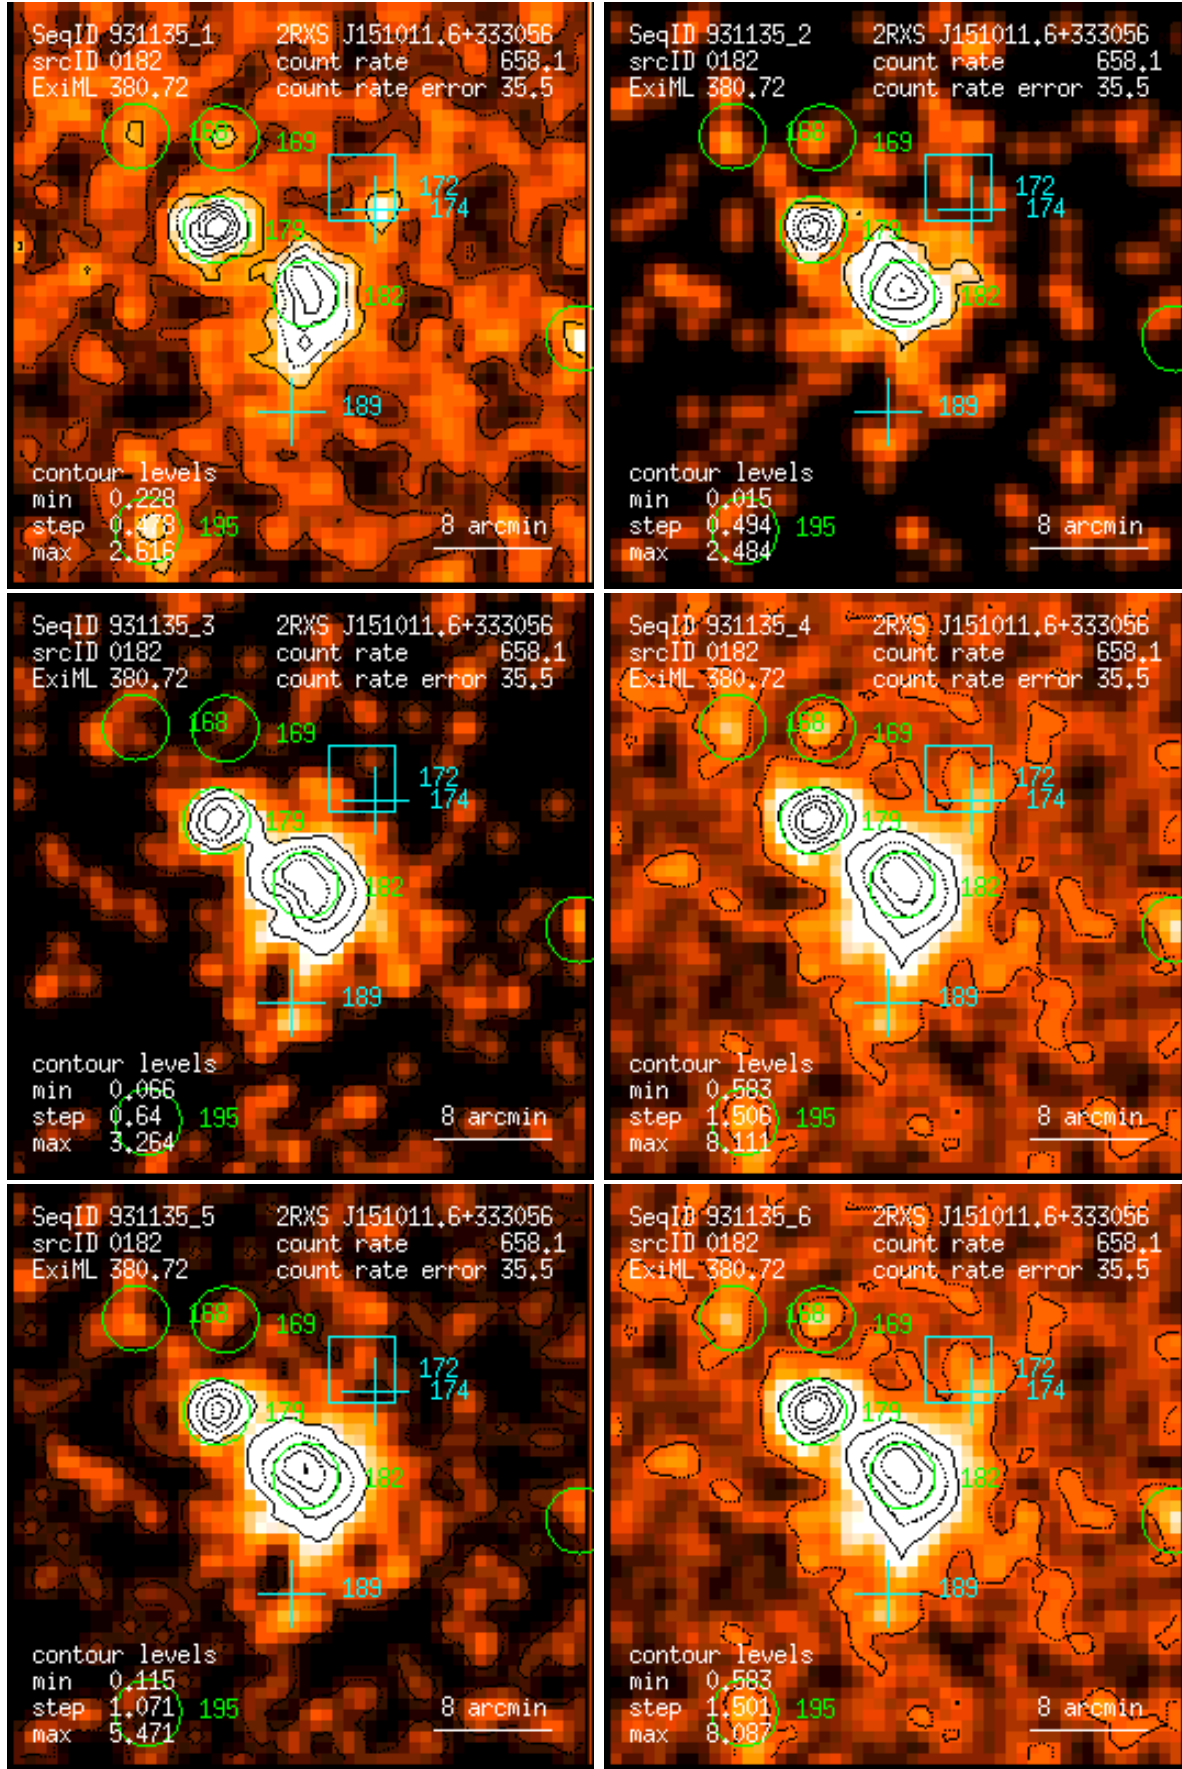 SeqID 931135_1 2RXS J151011.6+333056
srcID 0182 count rate 658.1
ExiML 380.72 count rate error 35.5
168
169
172
174
179
182
189
contour levels
min 0.228
step 0.478
max 2.616
195
8 arcmin
SeqID 931135_2 2RXS J151011.6+333056
srcID 0182 count rate 658.1
ExiML 380.72 count rate error 35.5
168
169
172
174
179
182
189
contour levels
min 0.015
step 0.494
max 2.484
195
8 arcmin
SeqID 931135_3 2RXS J151011.6+333056
srcID 0182 count rate 658.1
ExiML 380.72 count rate error 35.5
168
169
172
174
179
182
189
contour levels
min 0.066
step 0.64
max 3.264
195
8 arcmin
SeqID 931135_4 2RXS J151011.6+333056
srcID 0182 count rate 658.1
ExiML 380.72 count rate error 35.5
168
169
172
174
179
182
189
contour levels
min 0.583
step 1.506
max 8.111
195
8 arcmin
SeqID 931135_5 2RXS J151011.6+333056
srcID 0182 count rate 658.1
ExiML 380.72 count rate error 35.5
168
169
172
174
179
182
189
contour levels
min 0.115
step 1.071
max 5.471
195
8 arcmin
SeqID 931135_6 2RXS J151011.6+333056
srcID 0182 count rate 658.1
ExiML 380.72 count rate error 35.5
168
169
172
174
179
182
189
contour levels
min 0.583
step 1.501
max 8.087
195
8 arcmin